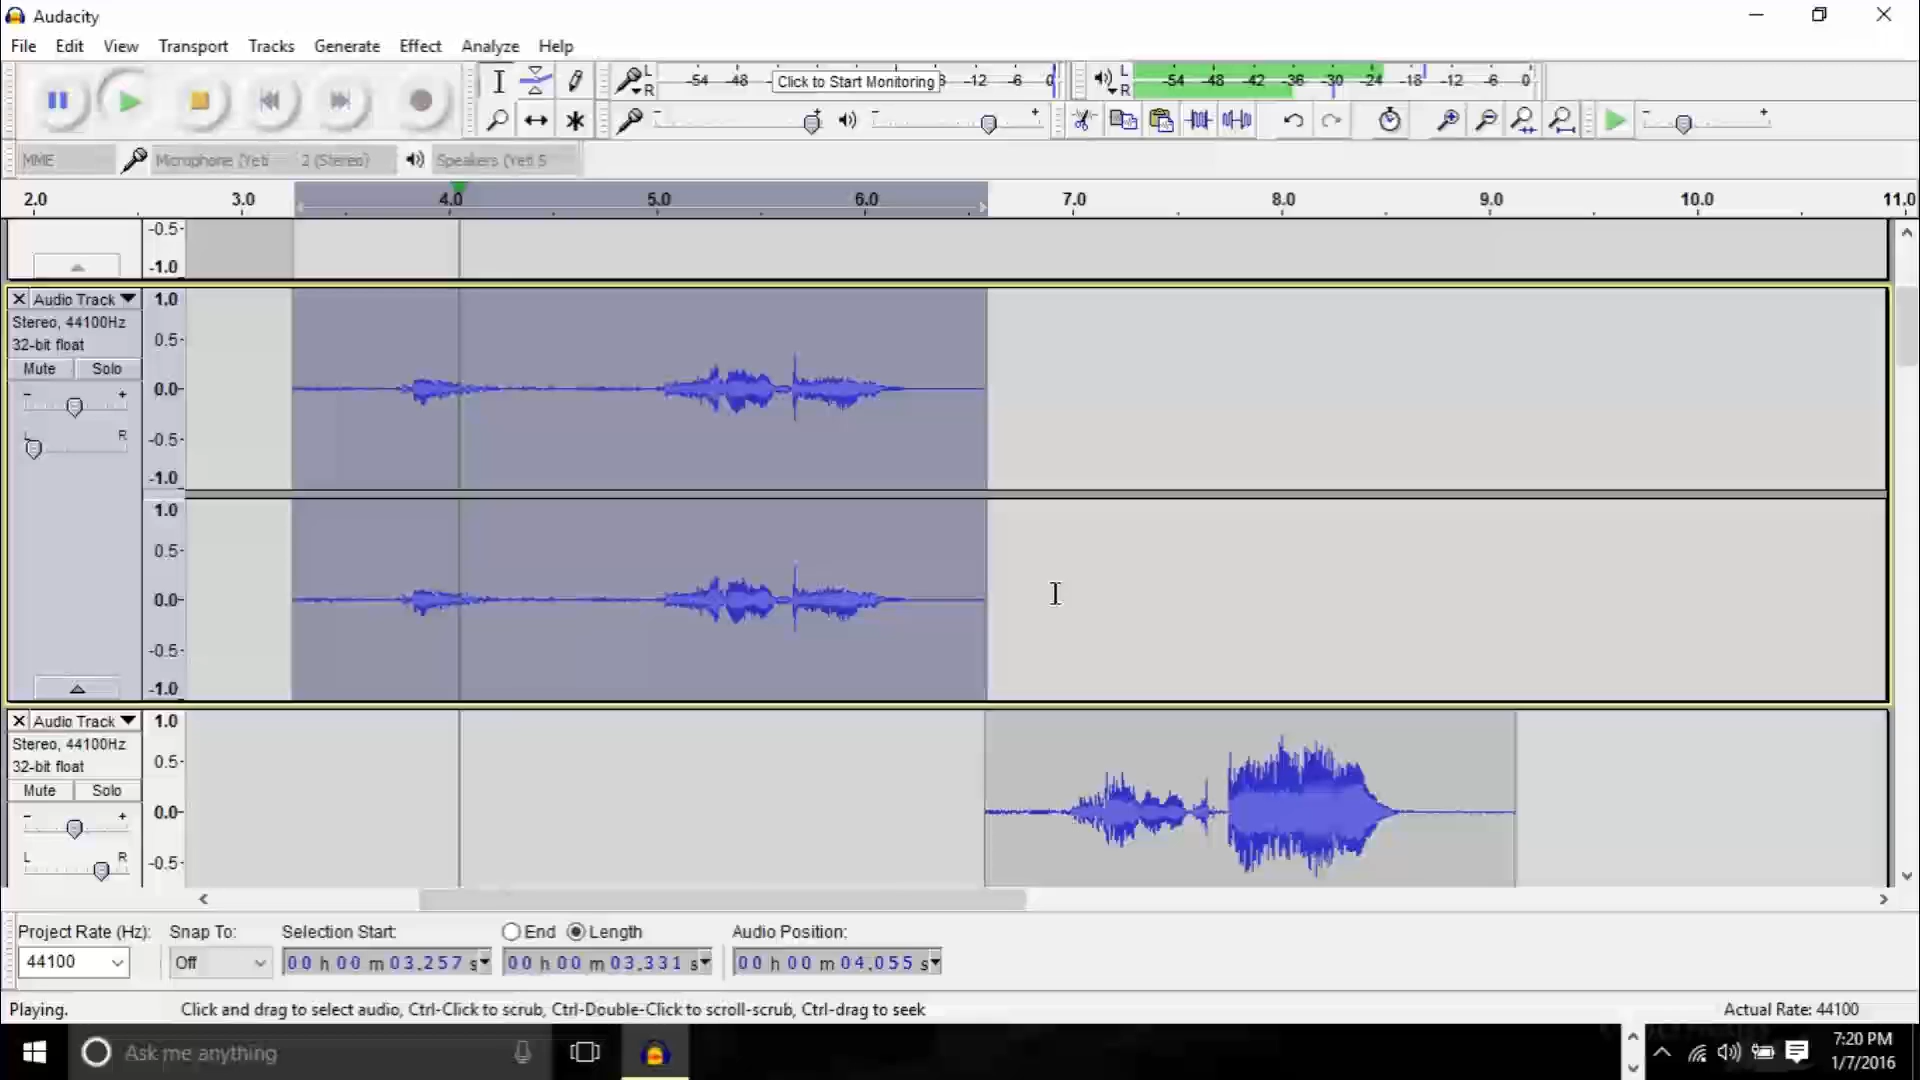 Audacity
File Edit View Transport Tracks Generate Effect Analyze Help
L R -54 -48 Click to Start Monitoring -12 -6 0 L R -54 -48 -42 -36 -30 -24 -18 -12 -6 0
- + - + - +
MME Microphone (Yeti 2 (Stereo) Speakers (Yeti S
2.0 3.0 4.0 5.0 6.0 7.0 8.0 9.0 10.0 11.0
-0.5
-1.0
Audio Track 1.0
Stereo, 44100Hz
32-bit float 0.5
Mute Solo
- + 0.0
L R -0.5
-1.0
1.0
0.5
0.0
-0.5
-1.0
Audio Track 1.0
Stereo, 44100Hz
32-bit float 0.5
Mute Solo
- + 0.0
L R -0.5
Project Rate (Hz): Snap To: Selection Start: End Length Audio Position:
44100 Off 00 h 00 m 03.257 s 00 h 00 m 03.331 s 00 h 00 m 04.055 s
Playing. Click and drag to select audio, Ctrl-Click to scrub, Ctrl-Double-Click to scroll-scrub, Ctrl-drag to seek Actual Rate: 44100
Ask me anything 7:20 PM
1/7/2016